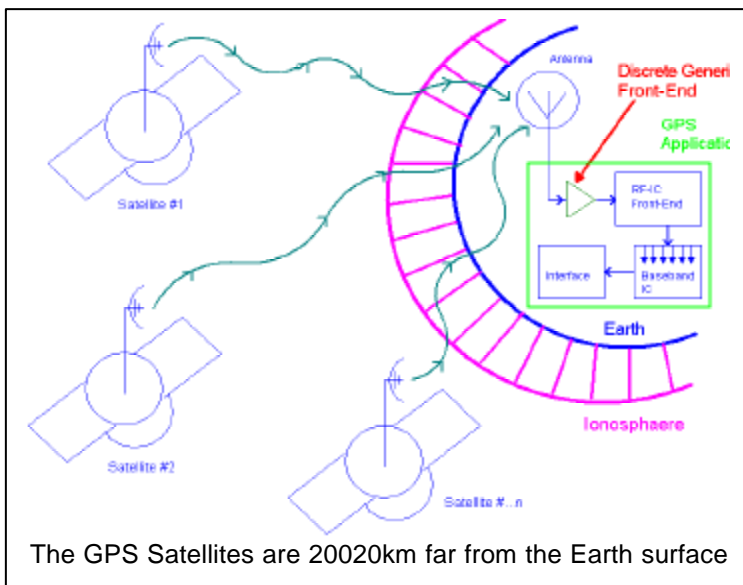 Antenna
Discrete Generi
Front-End
GPS
Applicatio
RF-IC
Front-End
Satellite #1
Interface
Baseband
IC
Earth
Ionosphaere
Satellite #2
Satellite #...n
The GPS Satellites are 20020km far from the Earth surface